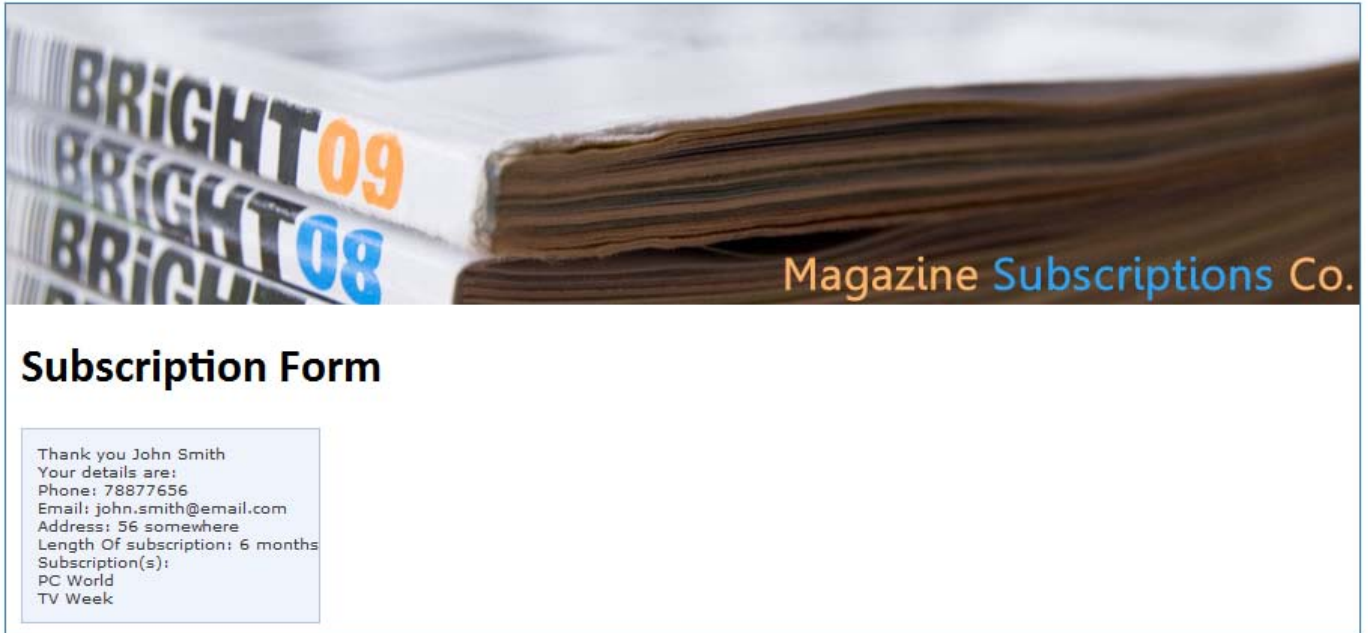 BRiGHT09
BRiGHT08
BRiGHT
Magazine Subscriptions Co.
Subscription Form
Thank you John Smith
Your details are:
Phone: 78877656
Email: john.smith@email.com
Address: 56 somewhere
Length Of subscription: 6 months
Subscription(s):
PC World
TV Week